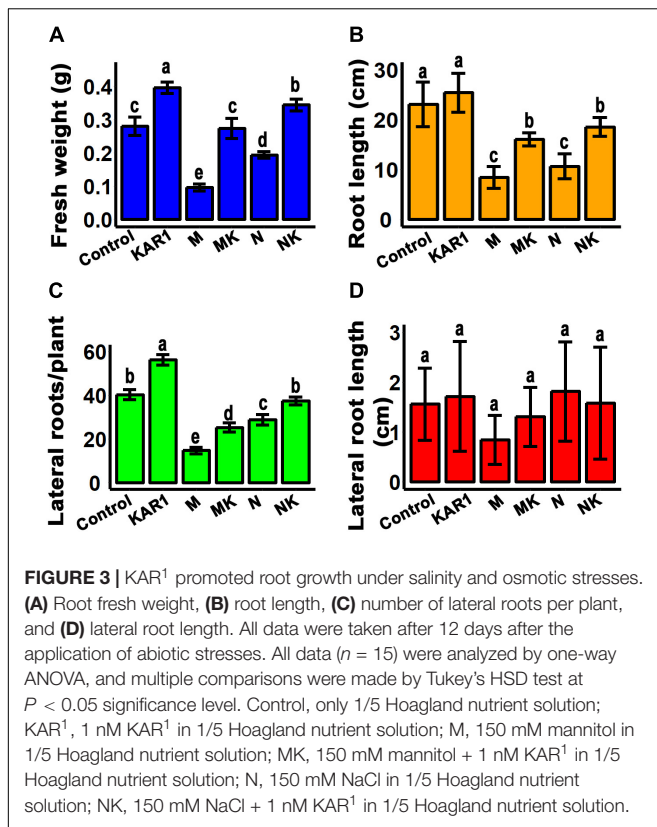 A
Fresh weight (g)
0.4
0.3
0.2
0.1
0.0
c
a
e
c
d
b
Control
KAR1
M
MK
N
NK
B
Root length (cm)
30
20
10
0
a
a
c
b
c
b
Control
KAR1
M
MK
N
NK
C
Lateral roots/plant
60
40
20
0
b
a
e
d
c
b
Control
KAR1
M
MK
N
NK
D
Lateral root length
(cm)
3
2
1
0
a
a
a
a
a
a
Control
KAR1
M
MK
N
NK
FIGURE 3 | KAR¹ promoted root growth under salinity and osmotic stresses.
(A) Root fresh weight, (B) root length, (C) number of lateral roots per plant,
and (D) lateral root length. All data were taken after 12 days after the
application of abiotic stresses. All data (n = 15) were analyzed by one-way
ANOVA, and multiple comparisons were made by Tukey's HSD test at
P < 0.05 significance level. Control, only 1/5 Hoagland nutrient solution;
KAR¹, 1 nM KAR¹ in 1/5 Hoagland nutrient solution; M, 150 mM mannitol in
1/5 Hoagland nutrient solution; MK, 150 mM mannitol + 1 nM KAR¹ in 1/5
Hoagland nutrient solution; N, 150 mM NaCl in 1/5 Hoagland nutrient
solution; NK, 150 mM NaCl + 1 nM KAR¹ in 1/5 Hoagland nutrient solution.